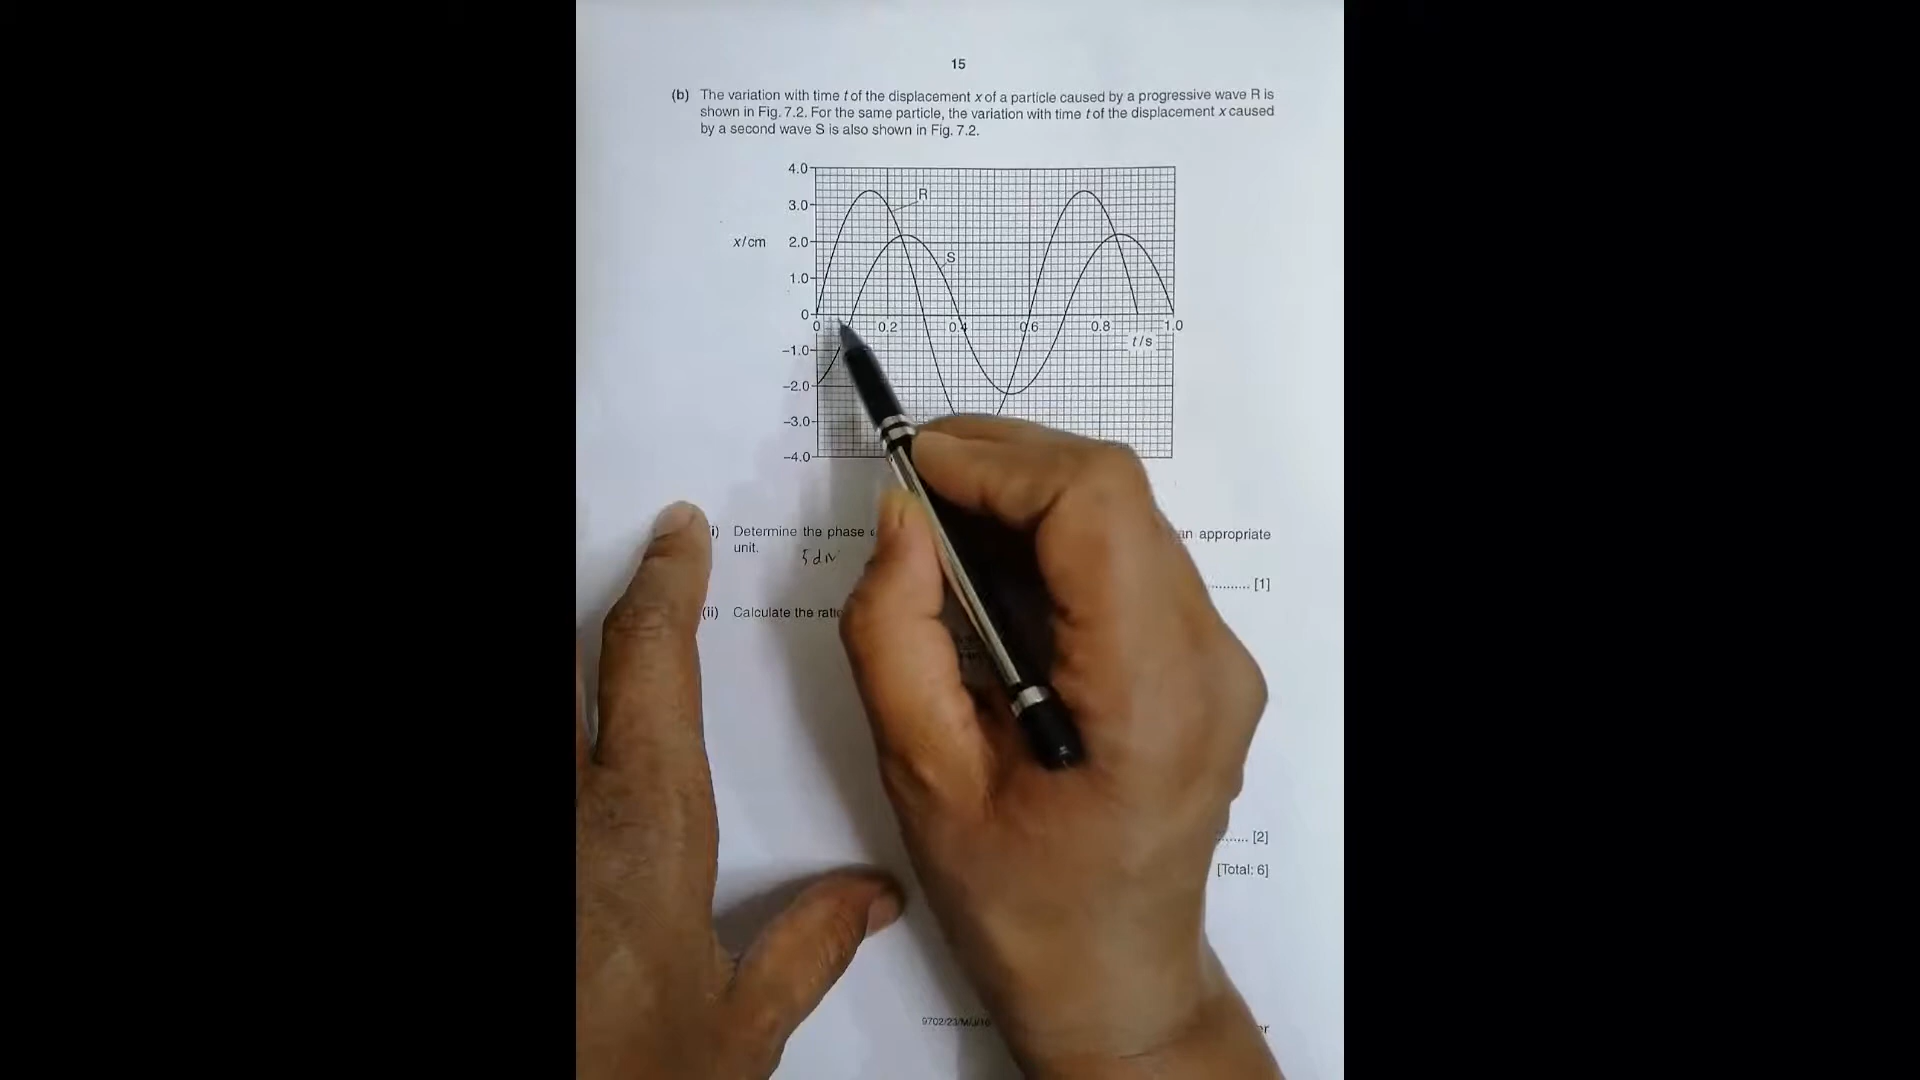 15
(b) The variation with time t of the displacement x of a particle caused by a progressive wave R is
shown in Fig. 7.2. For the same particle, the variation with time t of the displacement x caused
by a second wave S is also shown in Fig. 7.2.
4.0
R
3.0
x/cm 2.0
S
1.0
0
0 0.2 0.4 0.6 0.8 1.0
t/s
-1.0
-2.0
-3.0
-4.0
i) Determine the phase an appropriate
unit.
.......... [1]
(ii) Calculate the ratio
...... [2]
[Total: 6]
9702/23/M/J/16